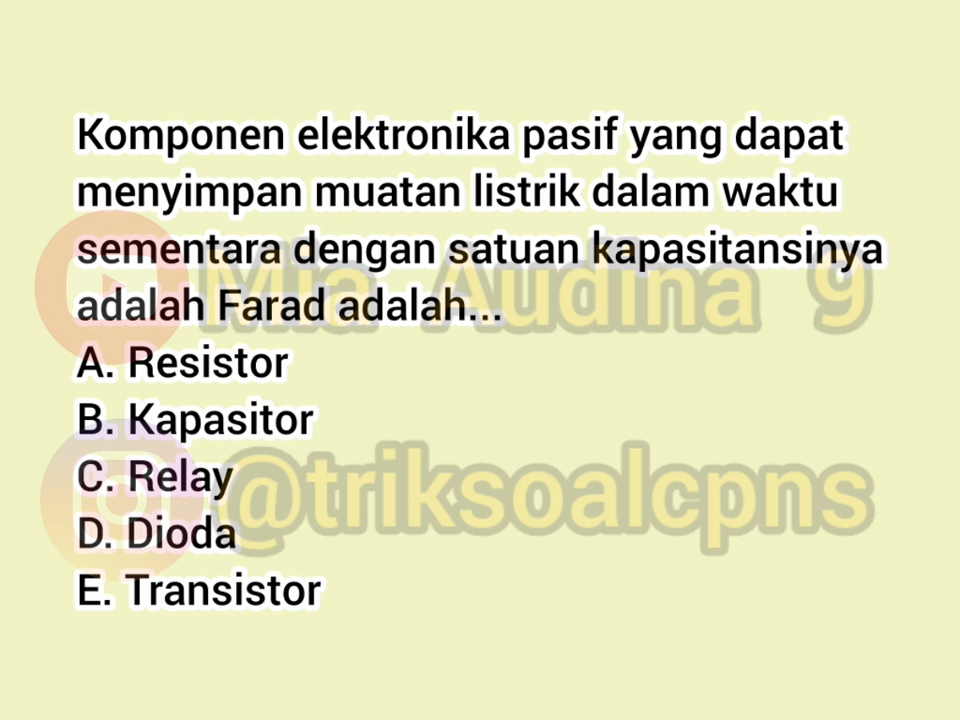 Komponen elektronika pasif yang dapat
menyimpan muatan listrik dalam waktu
sementara dengan satuan kapasitansinya
adalah Farad adalah...
A. Resistor
B. Kapasitor
C. Relay
D. Dioda
E. Transistor
Mia Audina 9
@triksoalcpns